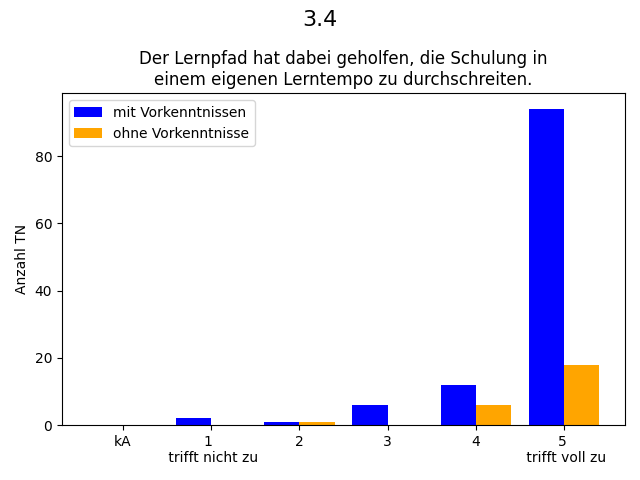 3.4
Der Lernpfad hat dabei geholfen, die Schulung in
einem eigenen Lerntempo zu durchschreiten.
mit Vorkenntnissen
ohne Vorkenntnisse
Anzahl TN
80
60
40
20
0
kA 1 2 3 4 5
trifft nicht zu trifft voll zu